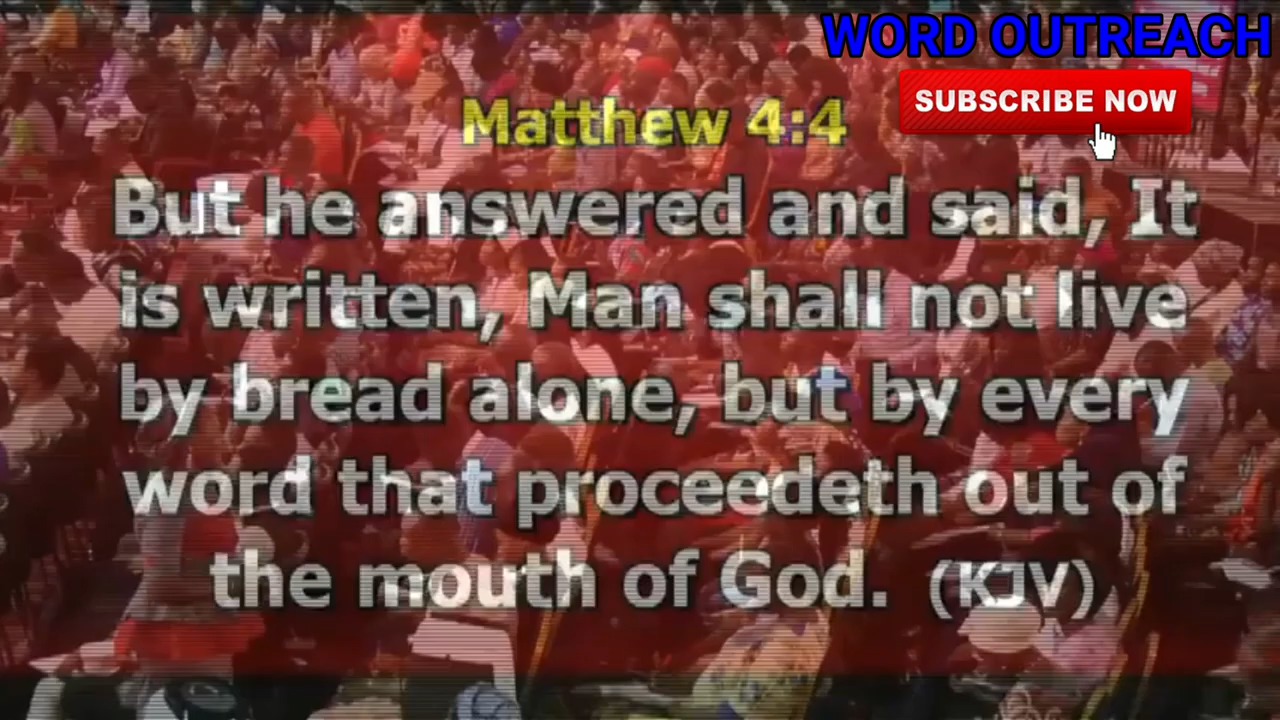 WORD OUTREACH
SUBSCRIBE NOW
Matthew 4:4
But he answered and said, It
is written, Man shall not live
by bread alone, but by every
word that proceedeth out of
the mouth of God. (KJV)